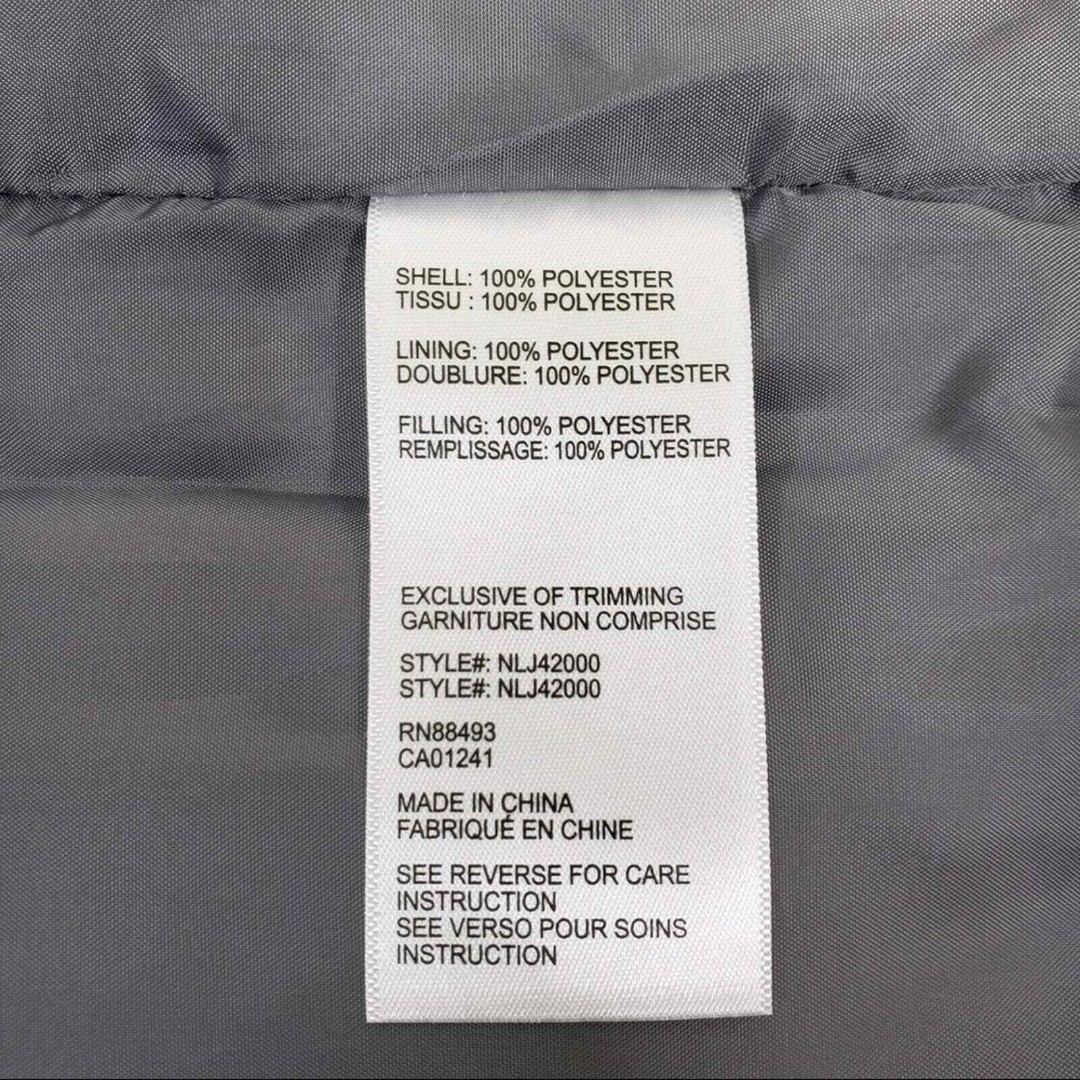 SHELL: 100% POLYESTER
TISSU : 100% POLYESTER
LINING: 100% POLYESTER
DOUBLURE: 100% POLYESTER
FILLING: 100% POLYESTER
REMPLISSAGE: 100% POLYESTER
EXCLUSIVE OF TRIMMING
GARNITURE NON COMPRISE
STYLE#: NLJ42000
STYLE#: NLJ42000
RN88493
CA01241
MADE IN CHINA
FABRIQUÉ EN CHINE
SEE REVERSE FOR CARE
INSTRUCTION
SEE VERSO POUR SOINS
INSTRUCTION